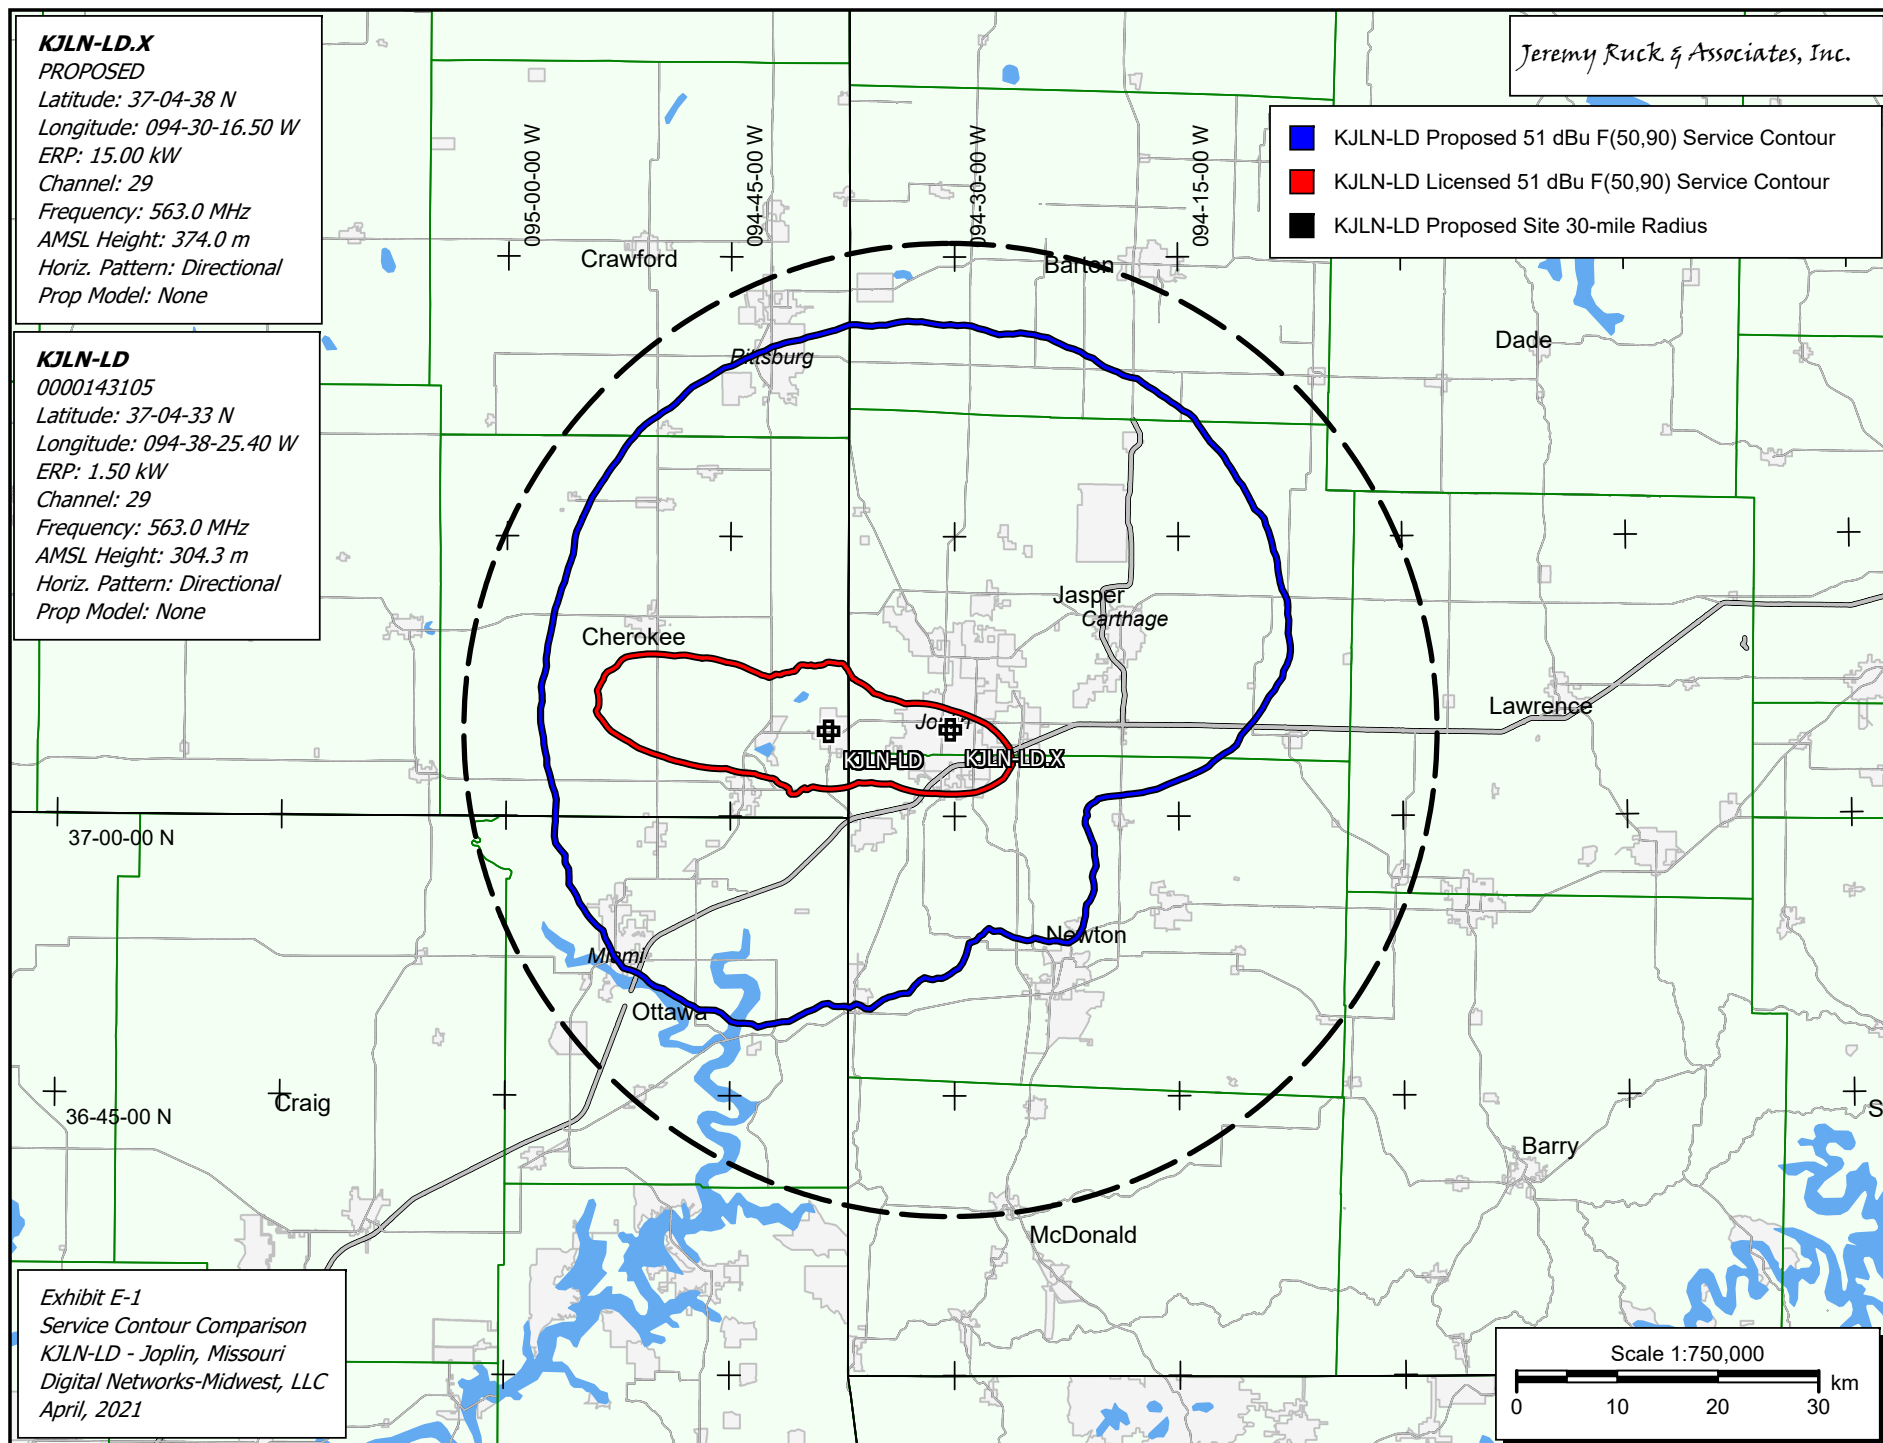 KJLN-LD.X
PROPOSED
Latitude: 37-04-38 N
Longitude: 094-30-16.50 W
ERP: 15.00 kW
Channel: 29
Frequency: 563.0 MHz
AMSL Height: 374.0 m
Horiz. Pattern: Directional
Prop Model: None
KJLN-LD
0000143105
Latitude: 37-04-33 N
Longitude: 094-38-25.40 W
ERP: 1.50 kW
Channel: 29
Frequency: 563.0 MHz
AMSL Height: 304.3 m
Horiz. Pattern: Directional
Prop Model: None
Jeremy Ruck & Associates, Inc.
KJLN-LD Proposed 51 dBu F(50,90) Service Contour
KJLN-LD Licensed 51 dBu F(50,90) Service Contour
KJLN-LD Proposed Site 30-mile Radius
095-00-00 W
094-45-00 W
094-30-00 W
094-15-00 W
Crawford
Barton
Dade
Pittsburg
Jasper
Carthage
Cherokee
Lawrence
Joplin
KJLN-LD
KJLN-LD.X
37-00-00 N
Newton
Miami
Ottawa
Craig
36-45-00 N
Barry
S
McDonald
Exhibit E-1
Service Contour Comparison
KJLN-LD - Joplin, Missouri
Digital Networks-Midwest, LLC
April, 2021
Scale 1:750,000
km
0 10 20 30